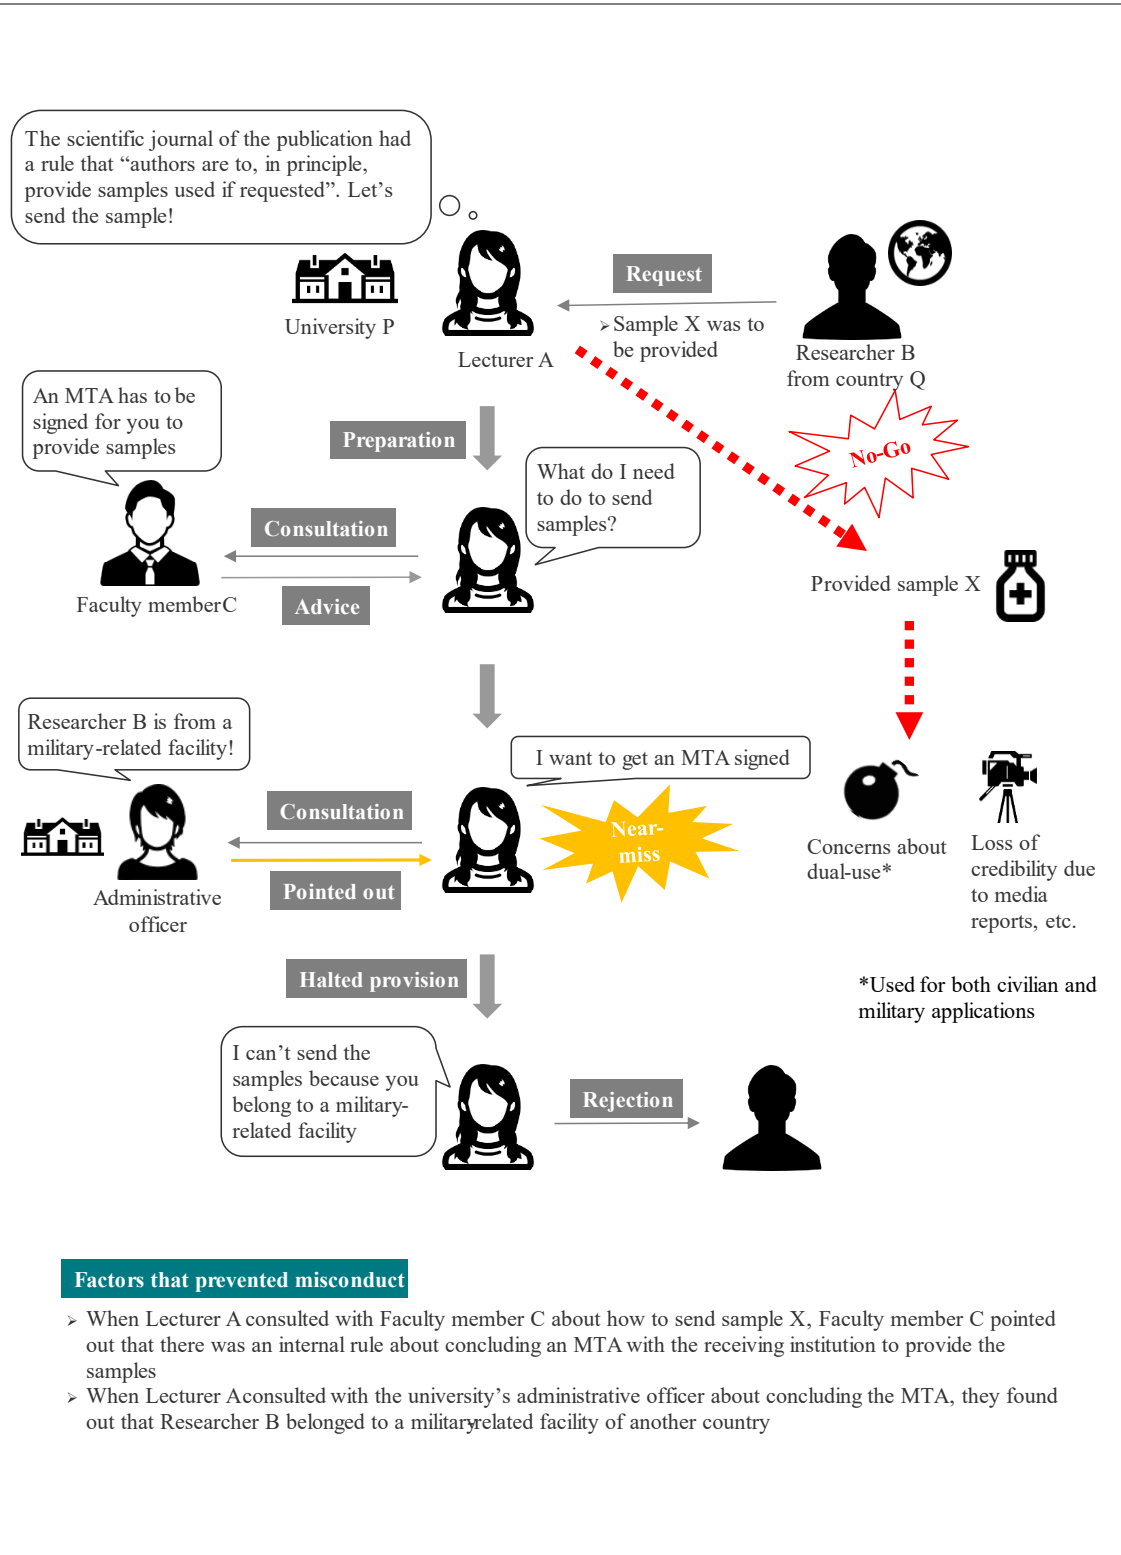 The scientific journal of the publication had
a rule that “authors are to, in principle,
provide samples used if requested”. Let’s
send the sample!
University P
Lecturer A
Request
➢Sample X was to
be provided
Researcher B
from country Q
No-Go
An MTA has to be
signed for you to
provide samples
Preparation
What do I need
to do to send
samples?
Consultation
Advice
Faculty member C
Provided sample X
Researcher B is from a
military-related facility!
I want to get an MTA signed
Consultation
Pointed out
Near-
miss
Administrative
officer
Concerns about
dual-use*
Loss of
credibility due
to media
reports, etc.
*Used for both civilian and
military applications
Halted provision
I can’t send the
samples because you
belong to a military-
related facility
Rejection
Factors that prevented misconduct
➢ When Lecturer A consulted with Faculty member C about how to send sample X, Faculty member C pointed
out that there was an internal rule about concluding an MTA with the receiving institution to provide the
samples
➢ When Lecturer Aconsulted with the university’s administrative officer about concluding the MTA, they found
out that Researcher B belonged to a military-related facility of another country